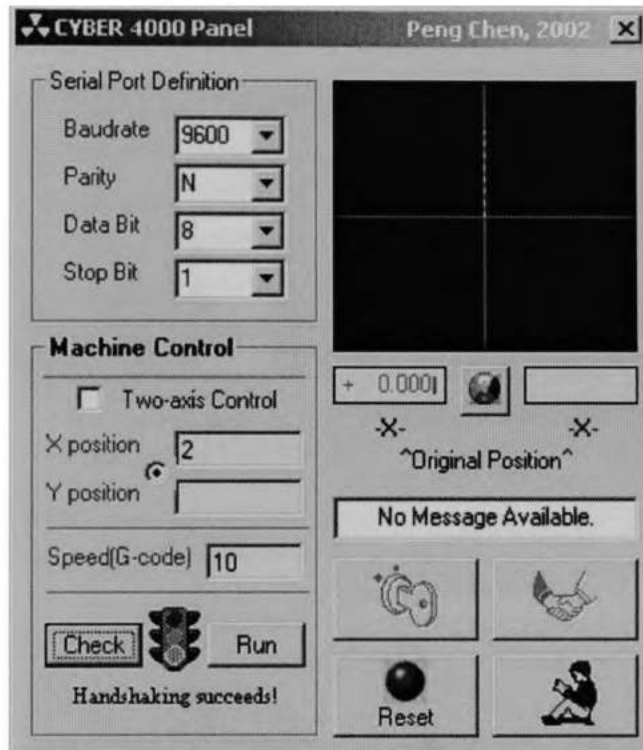 CYBER 4000 Panel Peng Chen, 2002
Serial Port Definition
Baudrate 9600
Parity N
Data Bit 8
Stop Bit 1
Machine Control
Two-axis Control
X position 2
Y position
Speed(G-code) 10
Check Run
Handshaking succeeds!
+ 0.000
-X- -X-
^Original Position^
No Message Available.
Reset